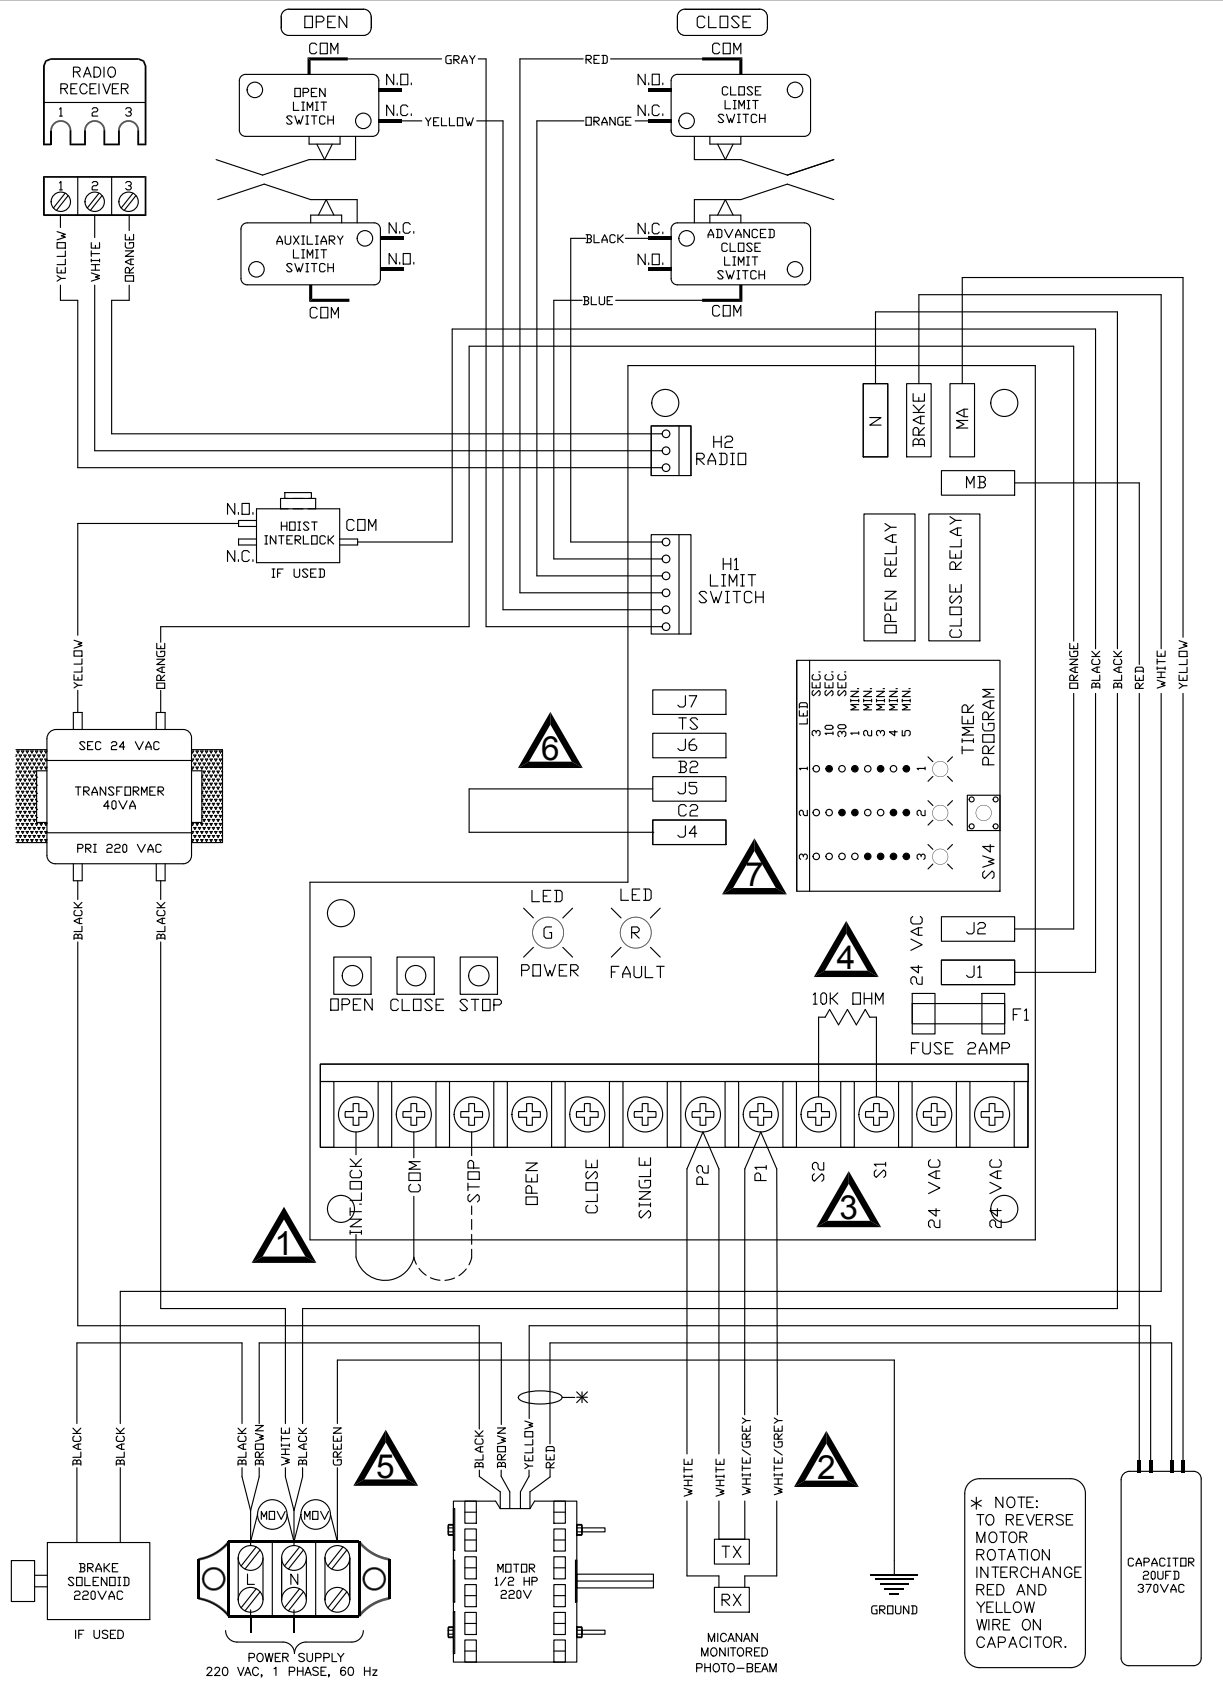 OPEN
CLOSE
COM
COM
GRAY
RED
RADIO
RECEIVER
1 2 3
OPEN
LIMIT
SWITCH
N.O.
N.C.
YELLOW
N.O.
N.C.
ORANGE
CLOSE
LIMIT
SWITCH
1 2 3
YELLOW
WHITE
ORANGE
AUXILIARY
LIMIT
SWITCH
N.C.
N.O.
COM
BLACK
N.C.
N.O.
ADVANCED
CLOSE
LIMIT
SWITCH
BLUE
COM
N
BRAKE
MA
MB
H2
RADIO
N.O.
HOIST
INTERLOCK
COM
N.C.
IF USED
H1
LIMIT
SWITCH
OPEN RELAY
CLOSE RELAY
YELLOW
ORANGE
ORANGE
BLACK
BLACK
RED
WHITE
YELLOW
SEC 24 VAC
TRANSFORMER
40VA
PRI 220 VAC
BLACK
BLACK
6
J7
TS
J6
B2
J5
C2
J4
LED
3 SEC.
10 SEC.
30 SEC.
1 MIN.
2 MIN.
3 MIN.
4 MIN.
5 MIN.
1 1
2 2
3 3
TIMER
PROGRAM
SW4
7
LED
G
POWER
LED
R
FAULT
OPEN
CLOSE
STOP
4
10K OHM
24 VAC
J2
J1
F1
FUSE 2AMP
INT.LOCK
COM
STOP
OPEN
CLOSE
SINGLE
P2
P1
S2
S1
24 VAC
24 VAC
1
3
BLACK
BLACK
BLACK
BROWN
WHITE
BLACK
GREEN
5
*
BLACK
BROWN
YELLOW
RED
WHITE
WHITE
WHITE/GREY
WHITE/GREY
2
MOV
MOV
L
N
BRAKE
SOLENOID
220VAC
IF USED
POWER SUPPLY
220 VAC, 1 PHASE, 60 Hz
MOTOR
1/2 HP
220V
TX
RX
MICANAN
MONITORED
PHOTO-BEAM
GROUND
* NOTE:
TO REVERSE
MOTOR
ROTATION
INTERCHANGE
RED AND
YELLOW
WIRE ON
CAPACITOR.
CAPACITOR
20UFD
370VAC